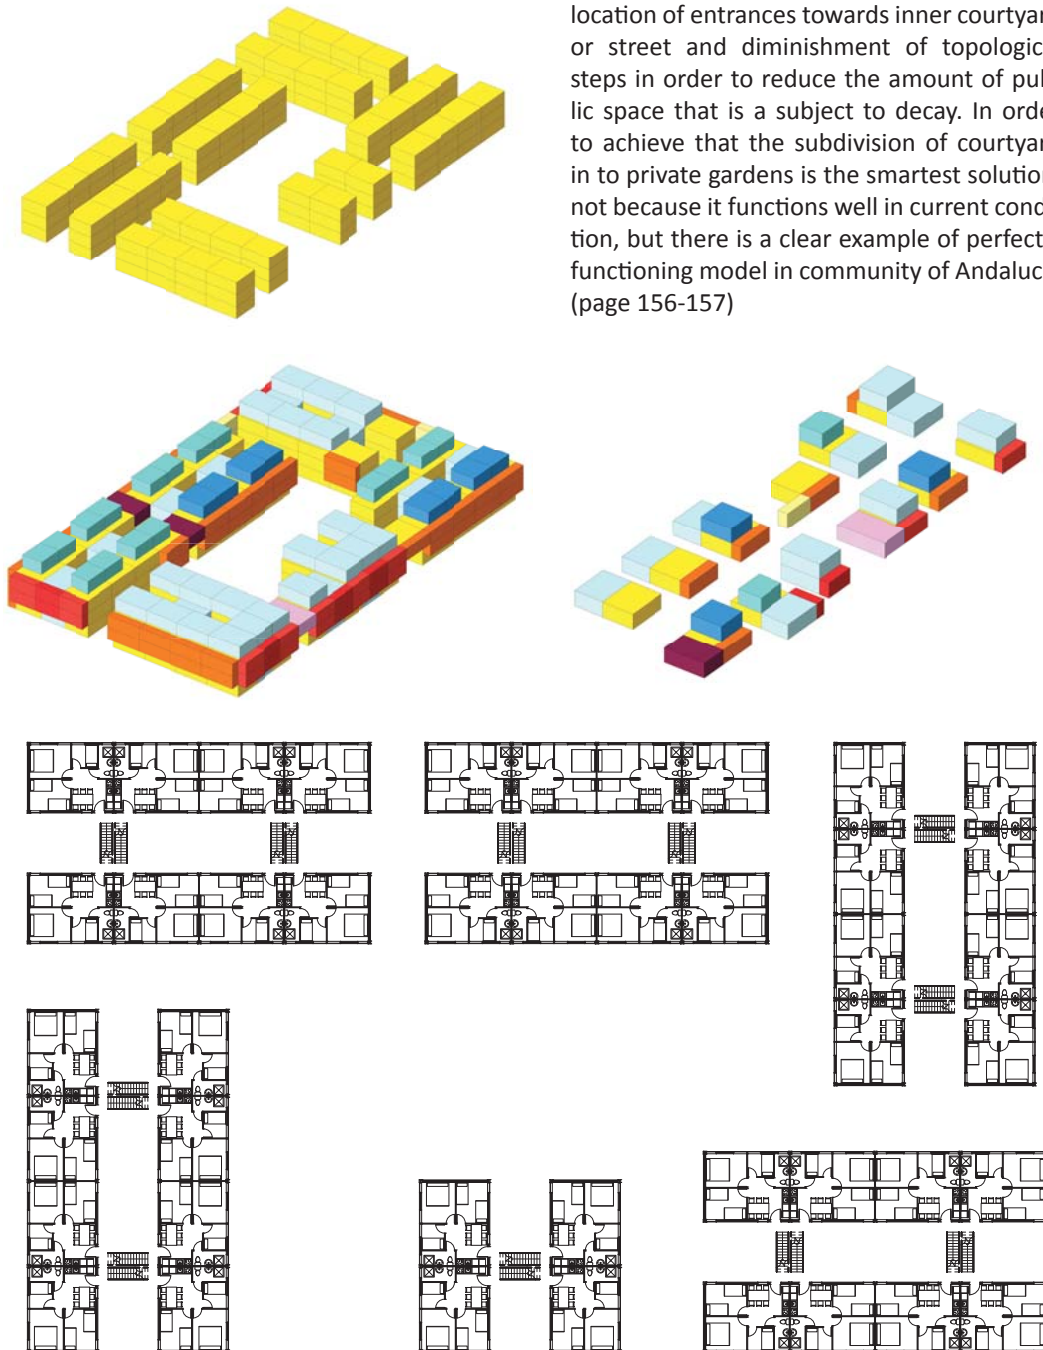 location of entrances towards inner courtyar
or street and diminishment of topologic
steps in order to reduce the amount of pub-
lic space that is a subject to decay. In orde
to achieve that the subdivision of courtyar
in to private gardens is the smartest solution
not because it functions well in current cond
tion, but there is a clear example of perfect
functioning model in community of Andaluc
(page 156-157)